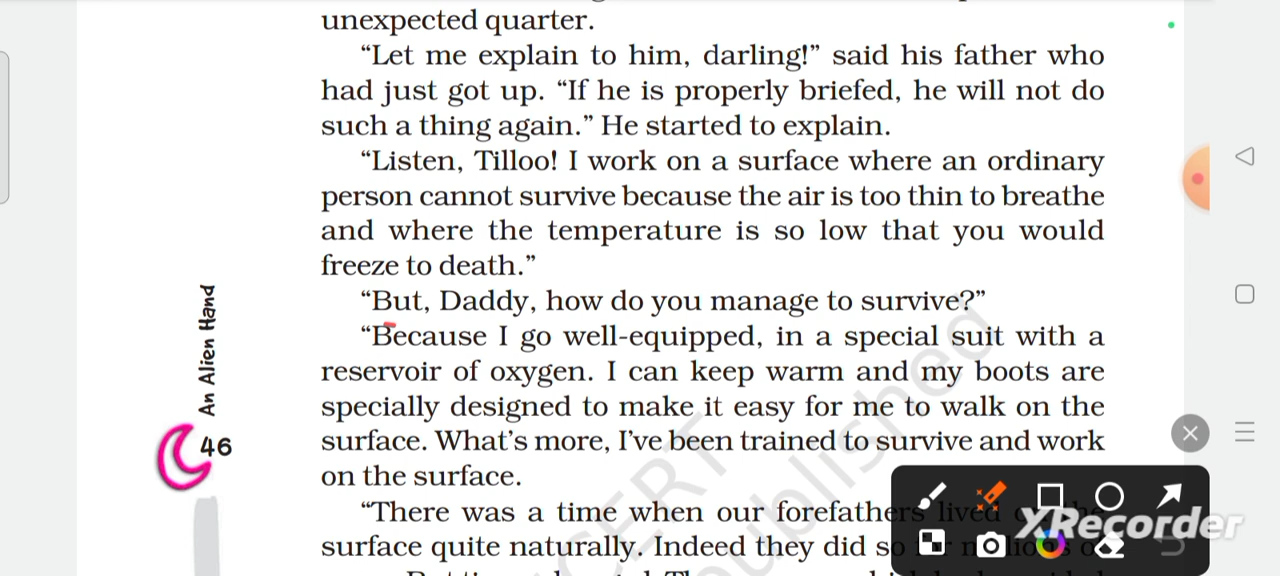 unexpected quarter.
“Let me explain to him, darling!” said his father who
had just got up. “If he is properly briefed, he will not do
such a thing again.” He started to explain.
“Listen, Tilloo! I work on a surface where an ordinary
person cannot survive because the air is too thin to breathe
and where the temperature is so low that you would
freeze to death.”
“But, Daddy, how do you manage to survive?”
“Because I go well-equipped, in a special suit with a
reservoir of oxygen. I can keep warm and my boots are
specially designed to make it easy for me to walk on the
surface. What’s more, I’ve been trained to survive and work
on the surface.
“There was a time when our forefathers lived
surface quite naturally. Indeed they did so
An Alien Hand
46
XRecorder